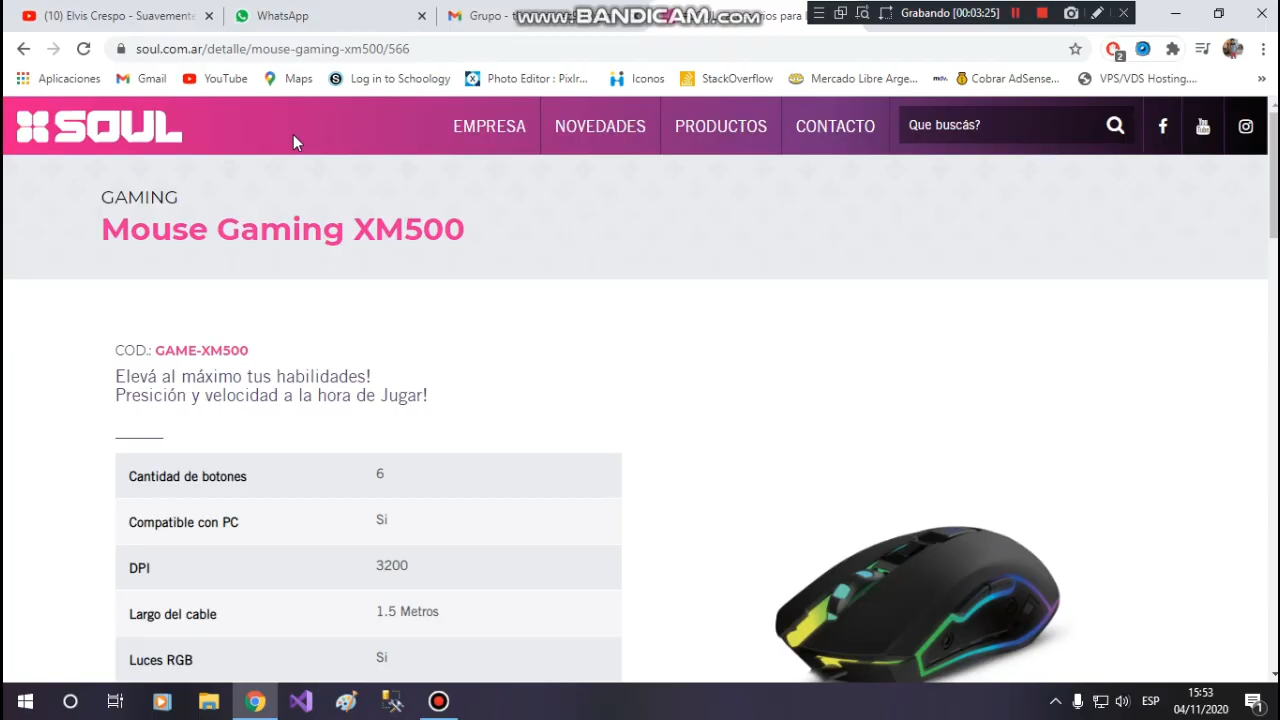 (10) Elvis Crespo - Suavemente
WhatsApp
Grupo - t
www.BANDICAM.com
Grabando [00:03:25]
soul.com.ar/detalle/mouse-gaming-xm500/566
2
Aplicaciones
Gmail
YouTube
Maps
Log in to Schoology
Photo Editor : Pixlr...
Iconos
StackOverflow
Mercado Libre Arge...
Cobrar AdSense...
VPS/VDS Hosting....
»
SOUL
EMPRESA
NOVEDADES
PRODUCTOS
CONTACTO
Que buscás?
GAMING
Mouse Gaming XM500
COD.: GAME-XM500
Elevá al máximo tus habilidades!
Presición y velocidad a la hora de Jugar!
Cantidad de botones 6
Compatible con PC Si
DPI 3200
Largo del cable 1.5 Metros
Luces RGB Si
ESP
15:53
04/11/2020
1